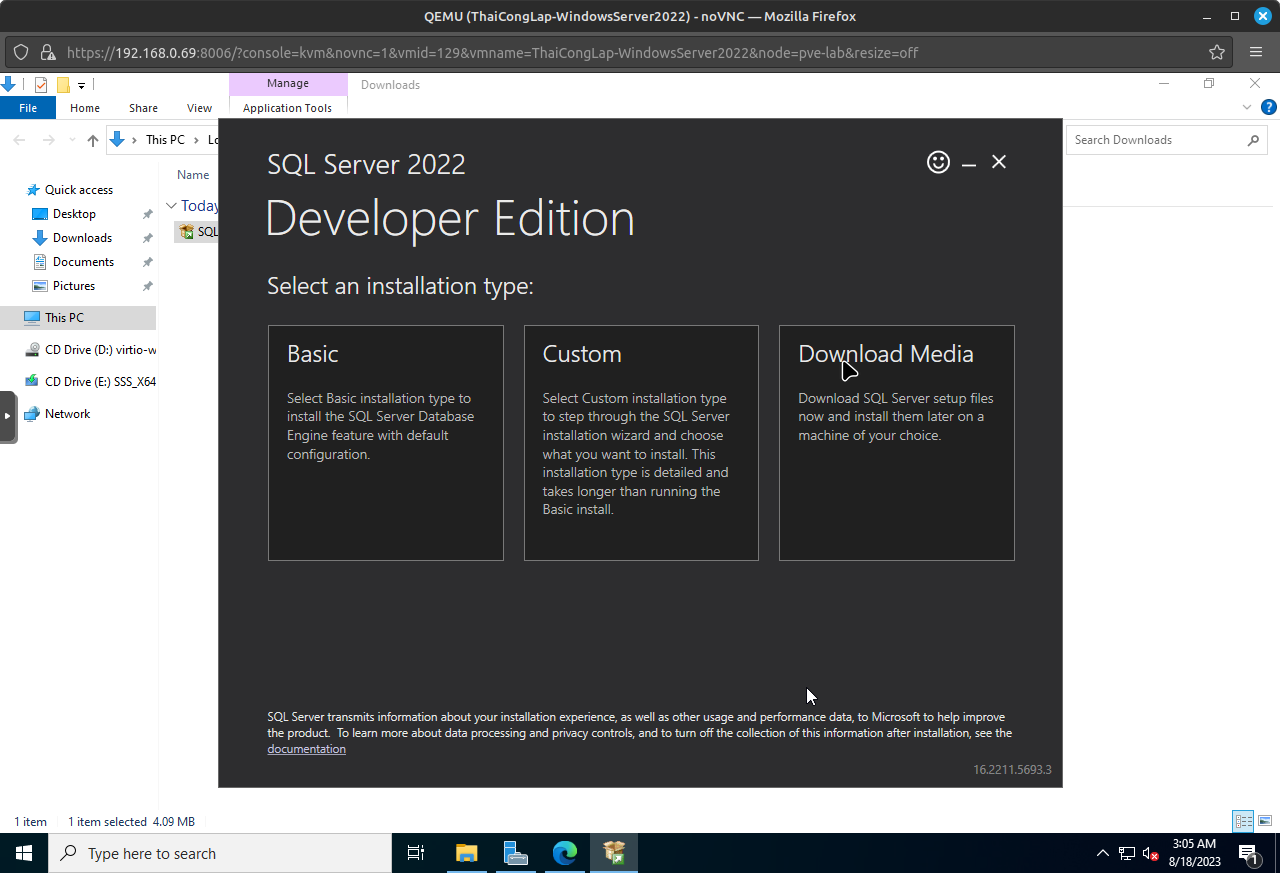 QEMU (ThaiCongLap-WindowsServer2022) - noVNC — Mozilla Firefox
https://192.168.0.69:8006/?console=kvm&novnc=1&vmid=129&vmname=ThaiCongLap-WindowsServer2022&node=pve-lab&resize=off
Manage
Downloads
File
Home
Share
View
Application Tools
This PC
Lo
Search Downloads
Name
Quick access
Desktop
Downloads
Documents
Pictures
This PC
CD Drive (D:) virtio-w
CD Drive (E:) SSS_X64
Network
Today
SQL
SQL Server 2022
Developer Edition
Select an installation type:
Basic
Select Basic installation type to
install the SQL Server Database
Engine feature with default
configuration.
Custom
Select Custom installation type
to step through the SQL Server
installation wizard and choose
what you want to install. This
installation type is detailed and
takes longer than running the
Basic install.
Download Media
Download SQL Server setup files
now and install them later on a
machine of your choice.
SQL Server transmits information about your installation experience, as well as other usage and performance data, to Microsoft to help improve
the product. To learn more about data processing and privacy controls, and to turn off the collection of this information after installation, see the
documentation
16.2211.5693.3
1 item
1 item selected 4.09 MB
Type here to search
3:05 AM
8/18/2023
1